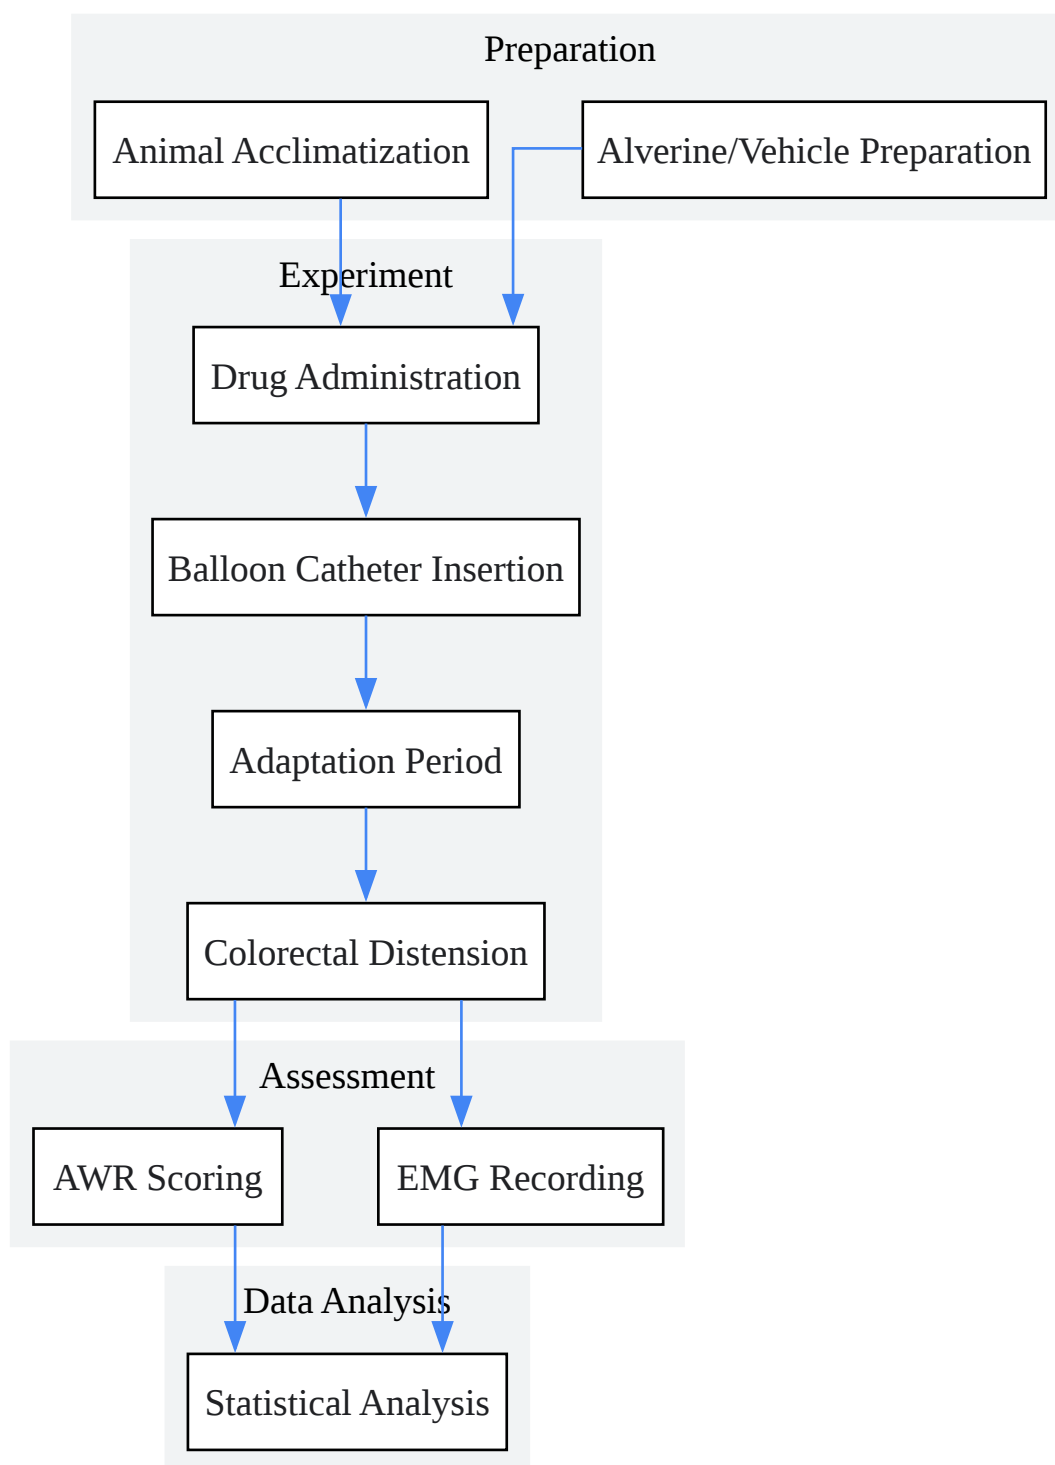 Preparation
Animal Acclimatization
Alverine/Vehicle Preparation
Experiment
Drug Administration
Balloon Catheter Insertion
Adaptation Period
Colorectal Distension
Assessment
AWR Scoring
EMG Recording
Data Analysis
Statistical Analysis